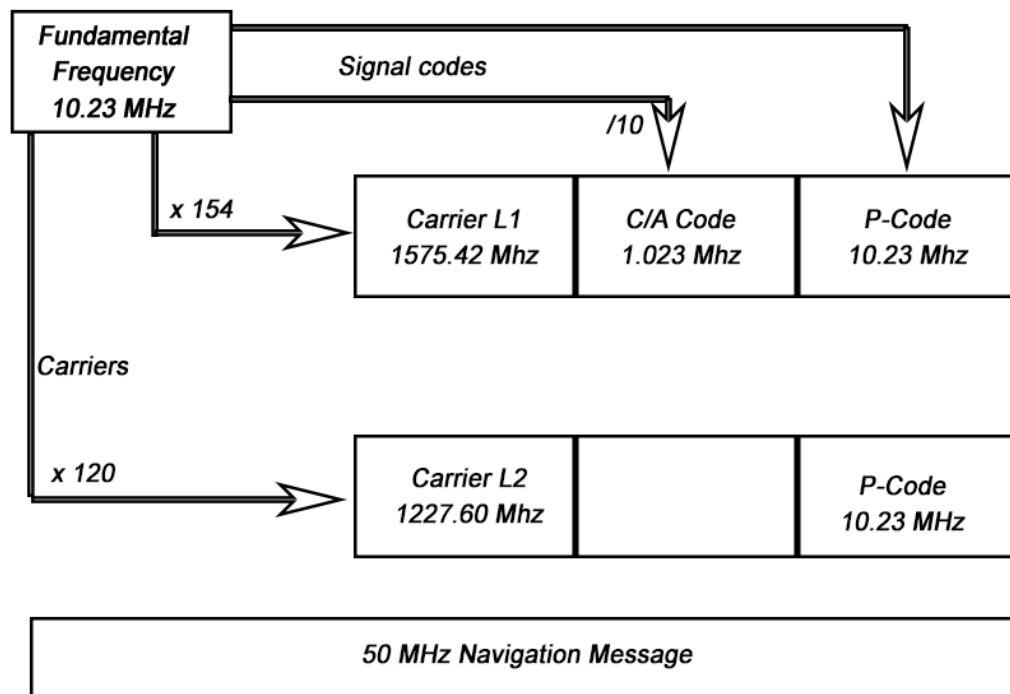 Fundamental
Frequency
10.23 MHz
Signal codes
/10
x 154
Carrier L1
1575.42 Mhz
C/A Code
1.023 Mhz
P-Code
10.23 Mhz
Carriers
x 120
Carrier L2
1227.60 Mhz
P-Code
10.23 MHz
50 MHz Navigation Message